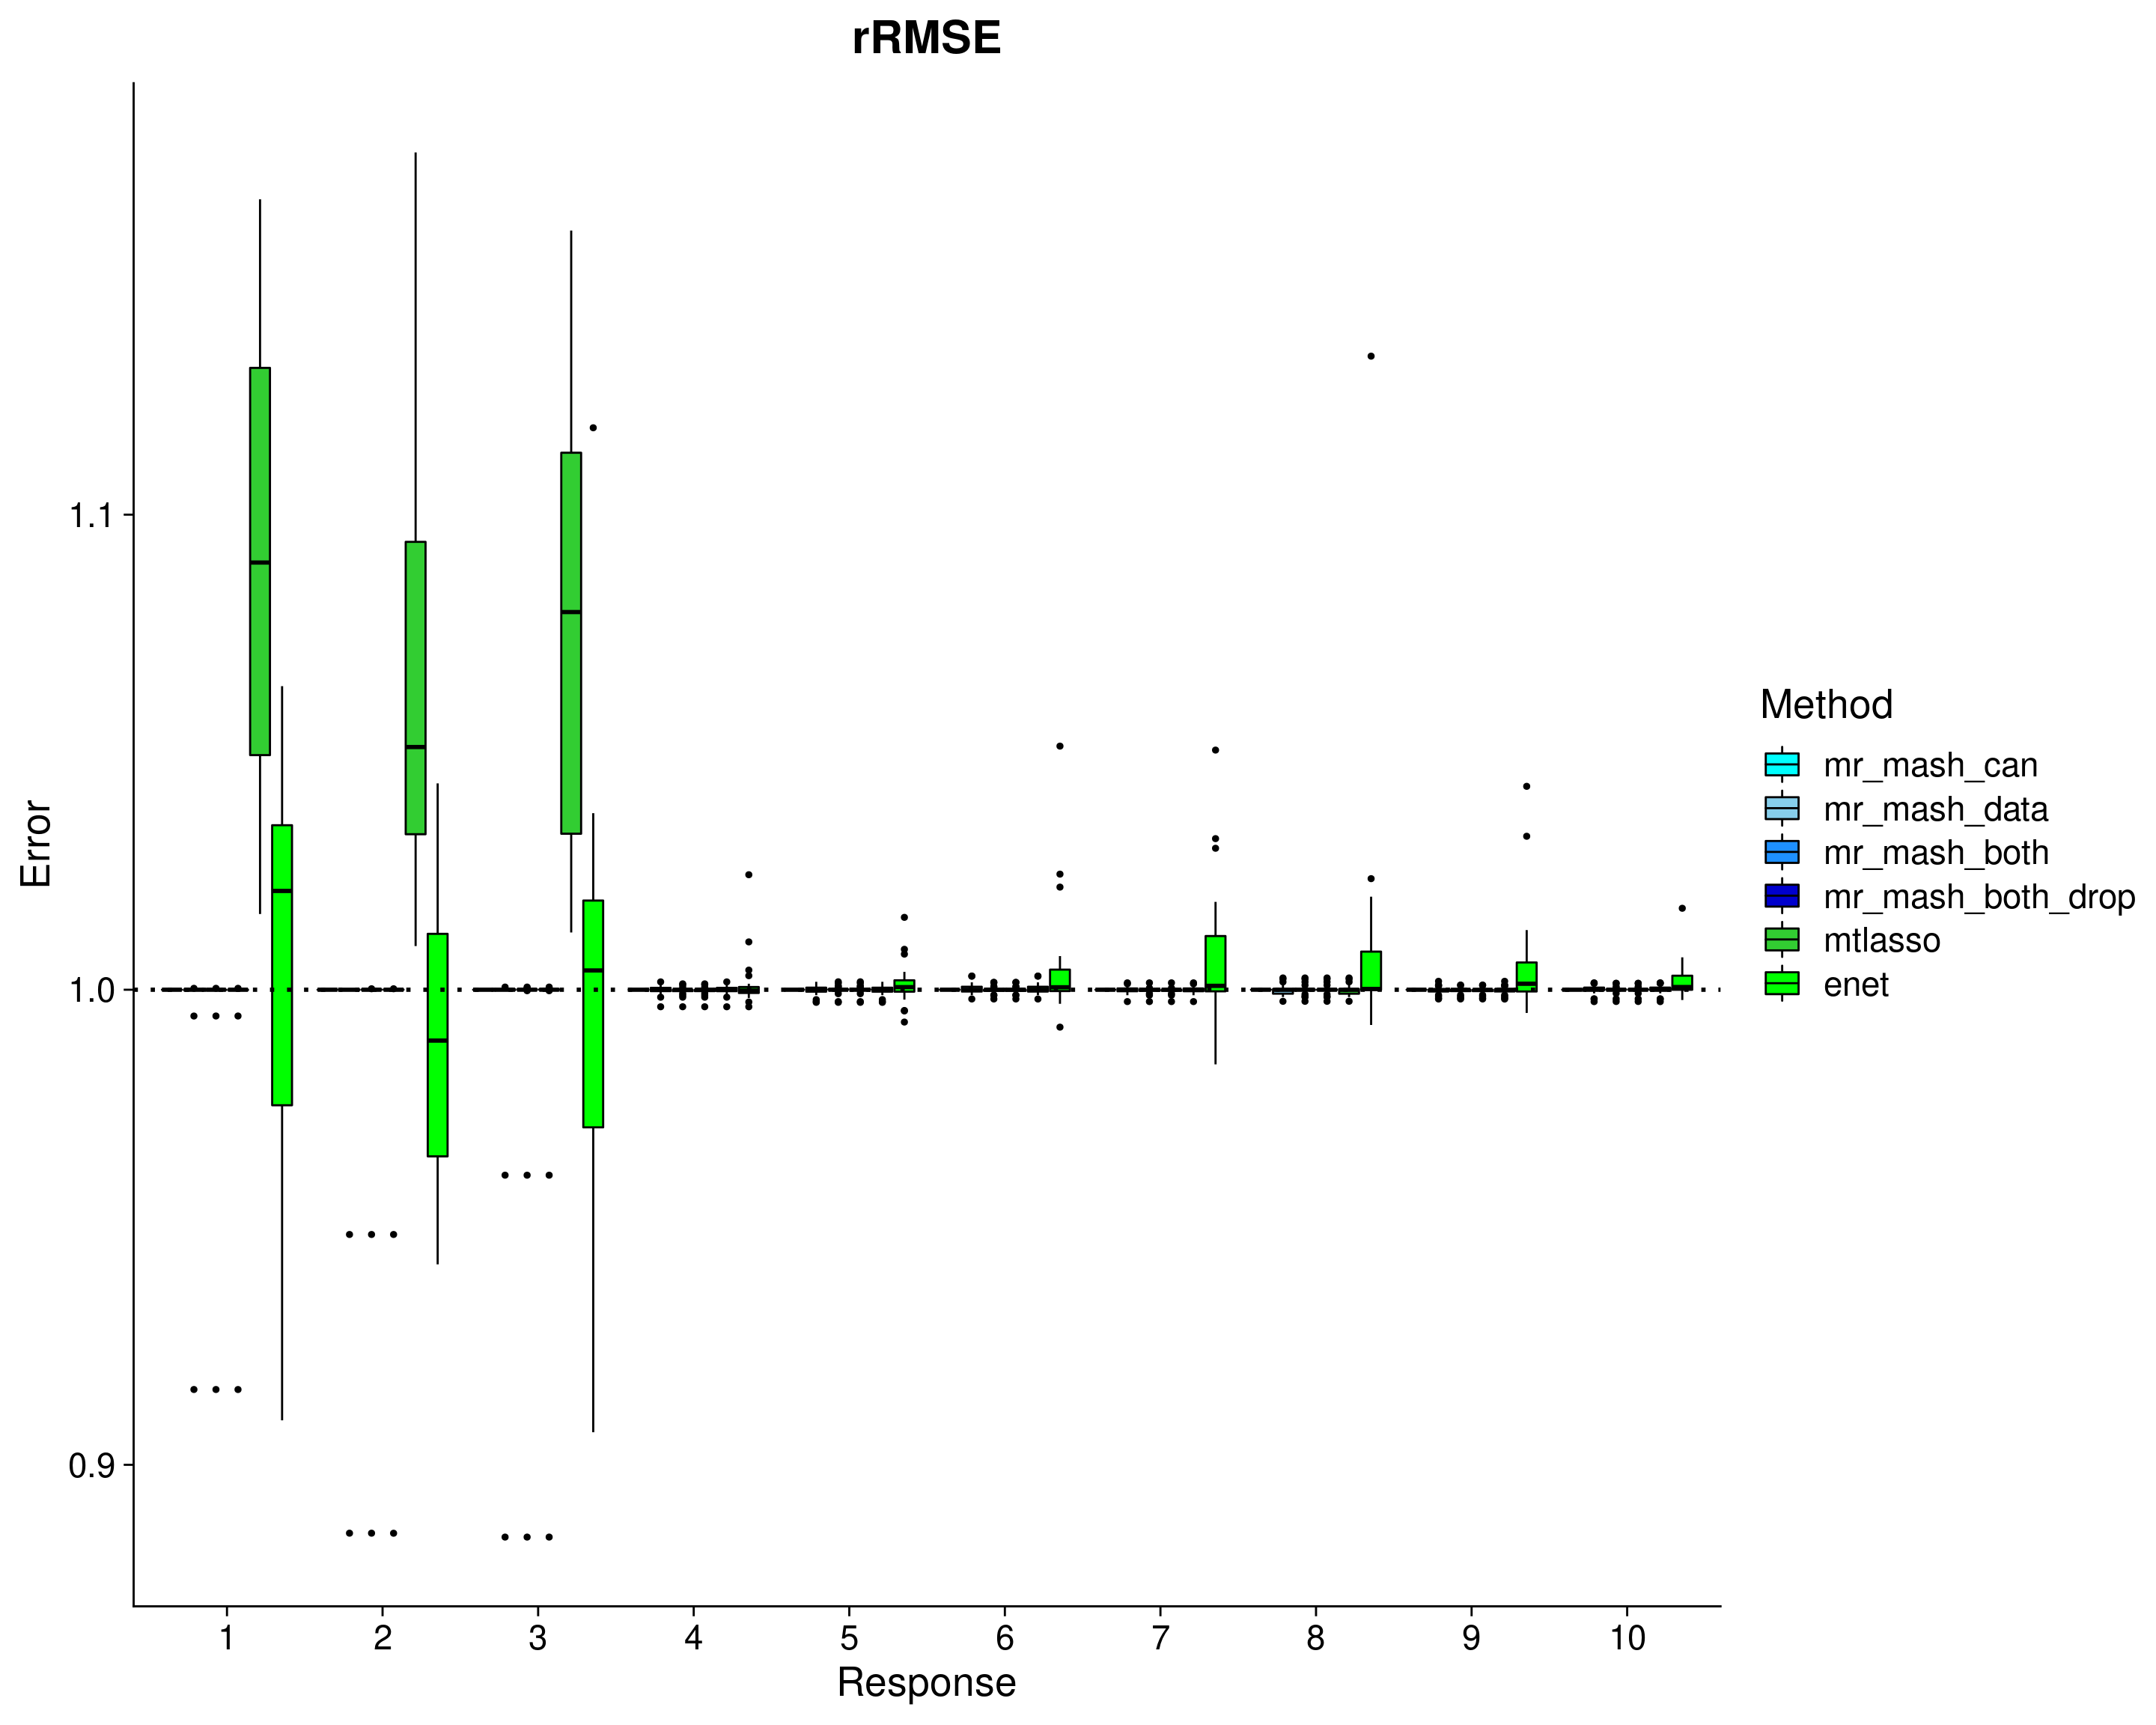 rRMSE
Error
1.1
1.0
0.9
1 2 3 4 5 6 7 8 9 10
Response
Method
mr_mash_can
mr_mash_data
mr_mash_both
mr_mash_both_drop
mtlasso
enet